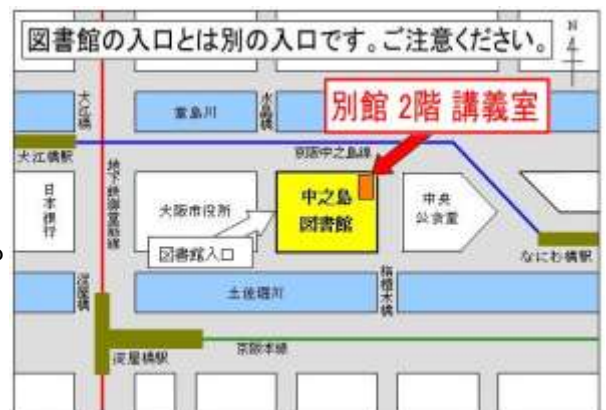 図書館の入口とは別の入口です。ご注意ください。
N
別館 2階 講義室
大江橋
堂島川
水晶橋
大江橋駅
京阪中之島線
地下鉄御堂筋線
日本銀行
大阪市役所
中之島
図書館
中央
公会堂
図書館入口
なにわ橋駅
淀屋橋
土佐堀川
栴檀木橋
淀屋橋駅
京阪本線